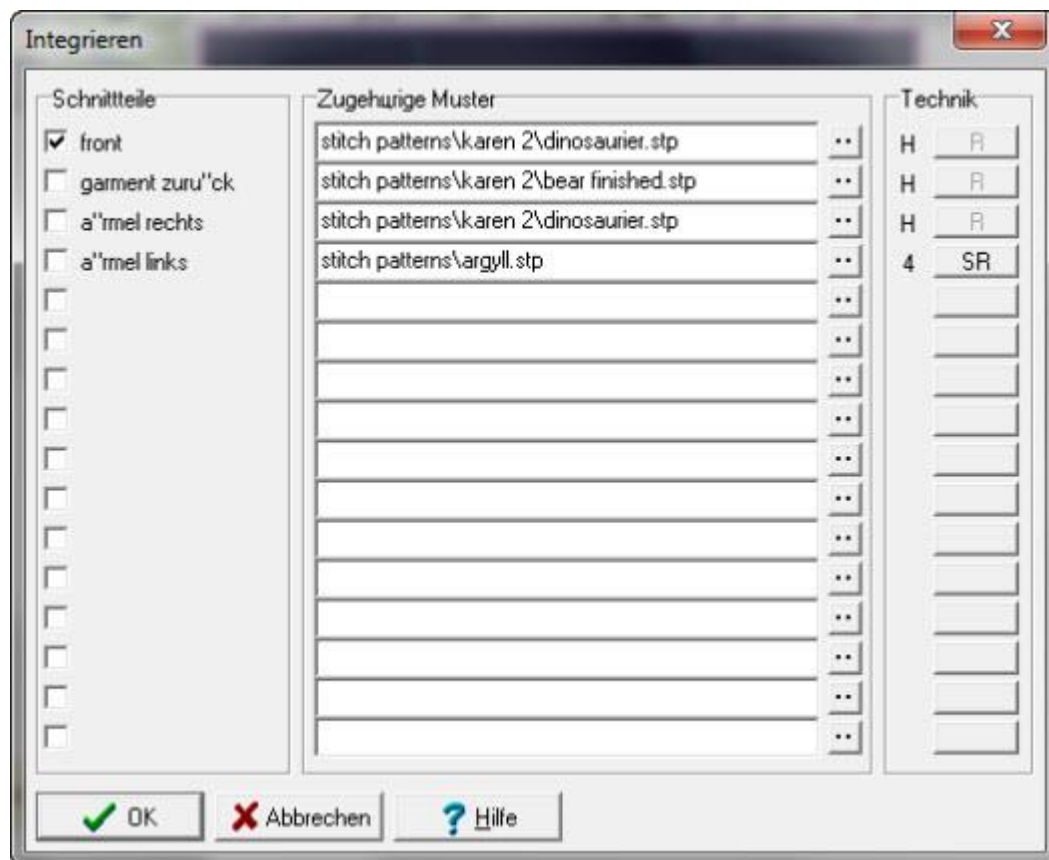 Integrieren
Schnittteile Zugehųrige Muster Technik
front stitch patterns\karen 2\dinosaurier.stp .. H R
garment zuru"ck stitch patterns\karen 2\bear finished.stp .. H R
a"rmel rechts stitch patterns\karen 2\dinosaurier.stp .. H R
a"rmel links stitch patterns\argyll.stp .. 4 SR
..
..
..
..
..
..
..
..
..
..
..
..
OK Abbrechen ? Hilfe